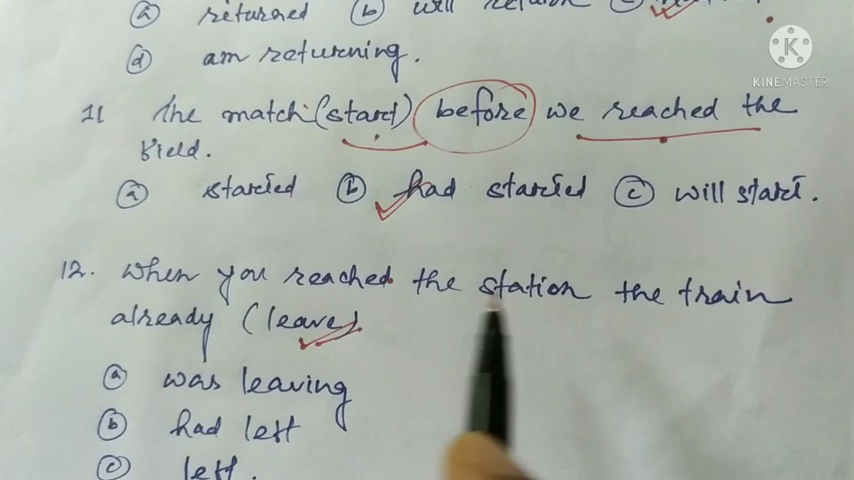 ⓐ returned ⓑ will return ⓒ
ⓓ am returning.
KINEMASTER
11 The match (start) before we reached the
field.
ⓐ started ⓑ had started ⓒ will start.
12. When you reached the station the train
already (leave)
ⓐ was leaving
ⓑ had left
ⓒ left.